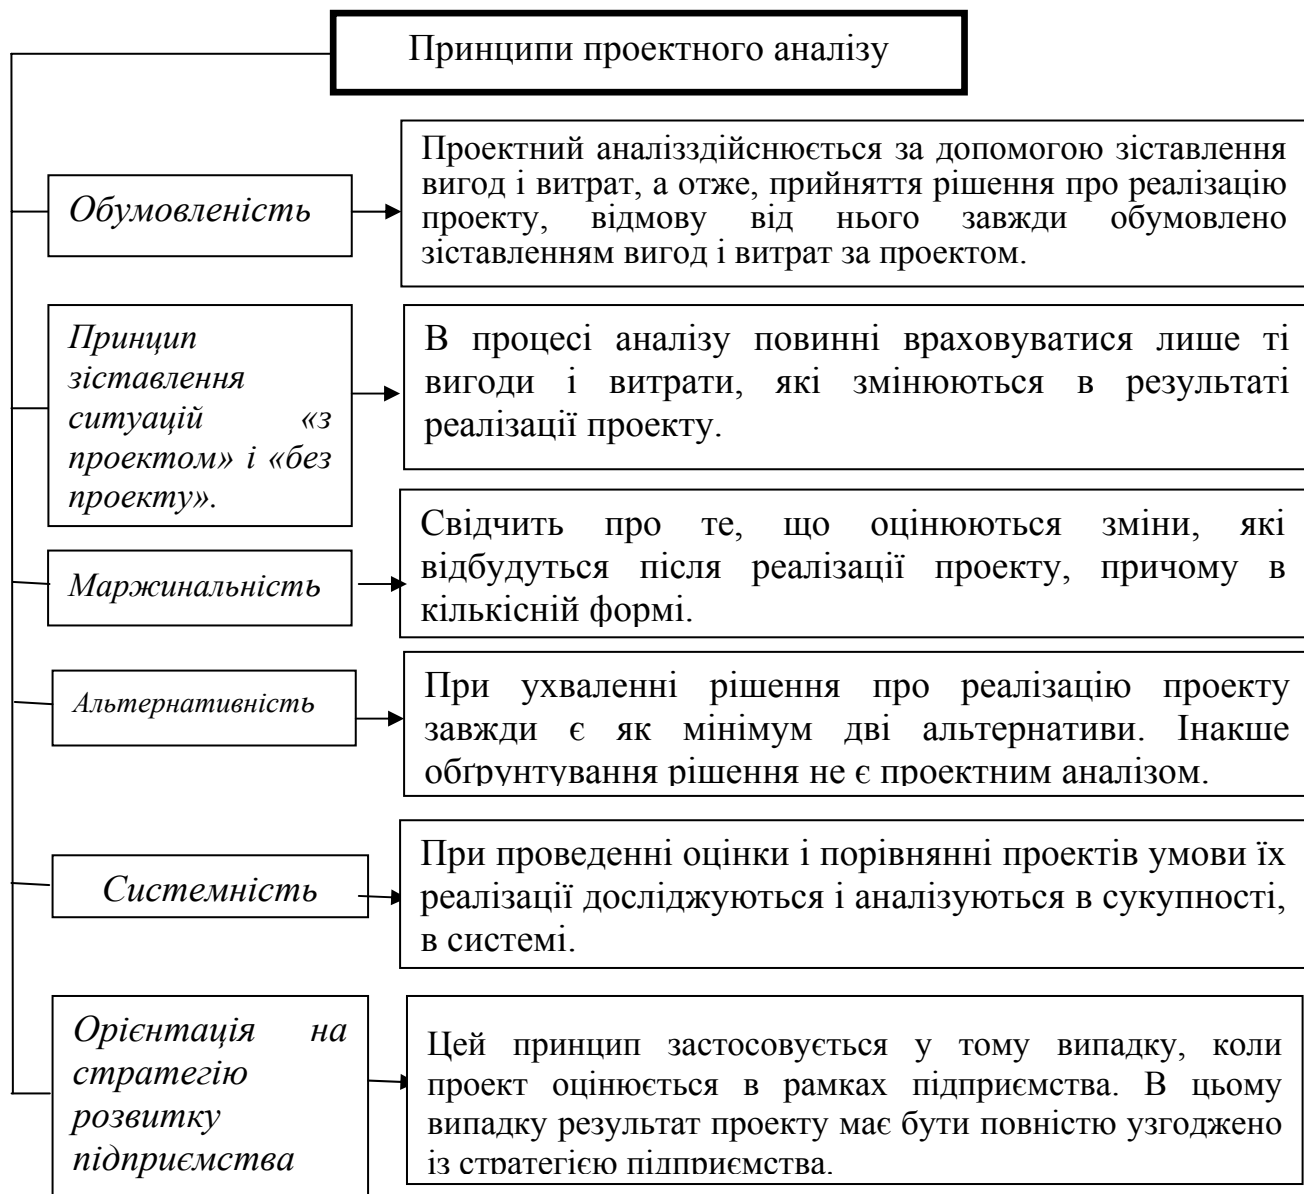 Принципи проектного аналізу
Обумовленість
Проектний аналізздійснюється за допомогою зіставлення
вигод і витрат, а отже, прийняття рішення про реалізацію
проекту, відмову від нього завжди обумовлено
зіставленням вигод і витрат за проектом.
Принцип
зіставлення
ситуацій «з
проектом» і «без
проекту».
В процесі аналізу повинні враховуватися лише ті
вигоди і витрати, які змінюються в результаті
реалізації проекту.
Маржинальність
Свідчить про те, що оцінюються зміни, які
відбудуться після реалізації проекту, причому в
кількісній формі.
Альтернативність
При ухваленні рішення про реалізацію проекту
завжди є як мінімум дві альтернативи. Інакше
обґрунтування рішення не є проектним аналізом.
Системність
При проведенні оцінки і порівнянні проектів умови їх
реалізації досліджуються і аналізуються в сукупності,
в системі.
Орієнтація на
стратегію
розвитку
підприємства
Цей принцип застосовується у тому випадку, коли
проект оцінюється в рамках підприємства. В цьому
випадку результат проекту має бути повністю узгоджено
із стратегією підприємства.